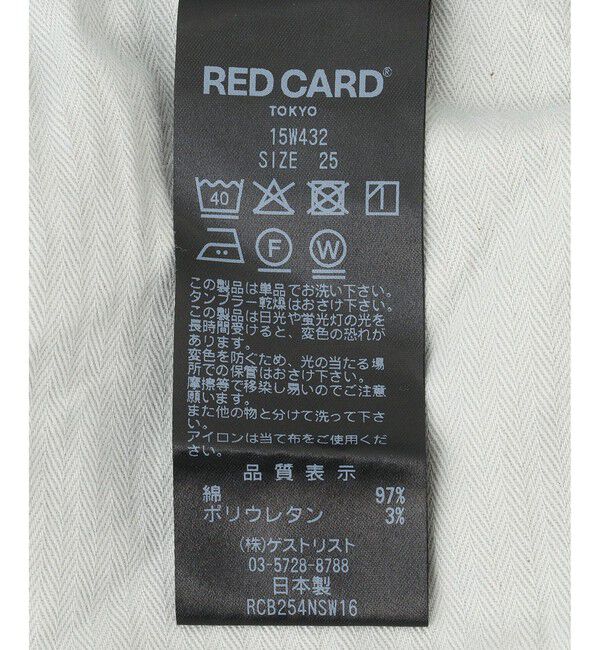 RED CARD®
TOKYO
15W432
SIZE 25
40
F W
この製品は単品でお洗い下さい。
タンブラー乾燥はおさけ下さい。
この製品は日光や蛍光灯の光を
長時間受けると、変色の恐れが
あります。
変色を防ぐため、光の当たる場
所での保管はおさけ下さい。
摩擦等で移染し易いのでご注意
願います。
また他の物と分けて洗って下さ
い。
アイロンは当て布をご使用くだ
さい。
品質表示
綿 97%
ポリウレタン 3%
(株)ゲストリスト
03-5728-8788
日本製
RCB254NSW16